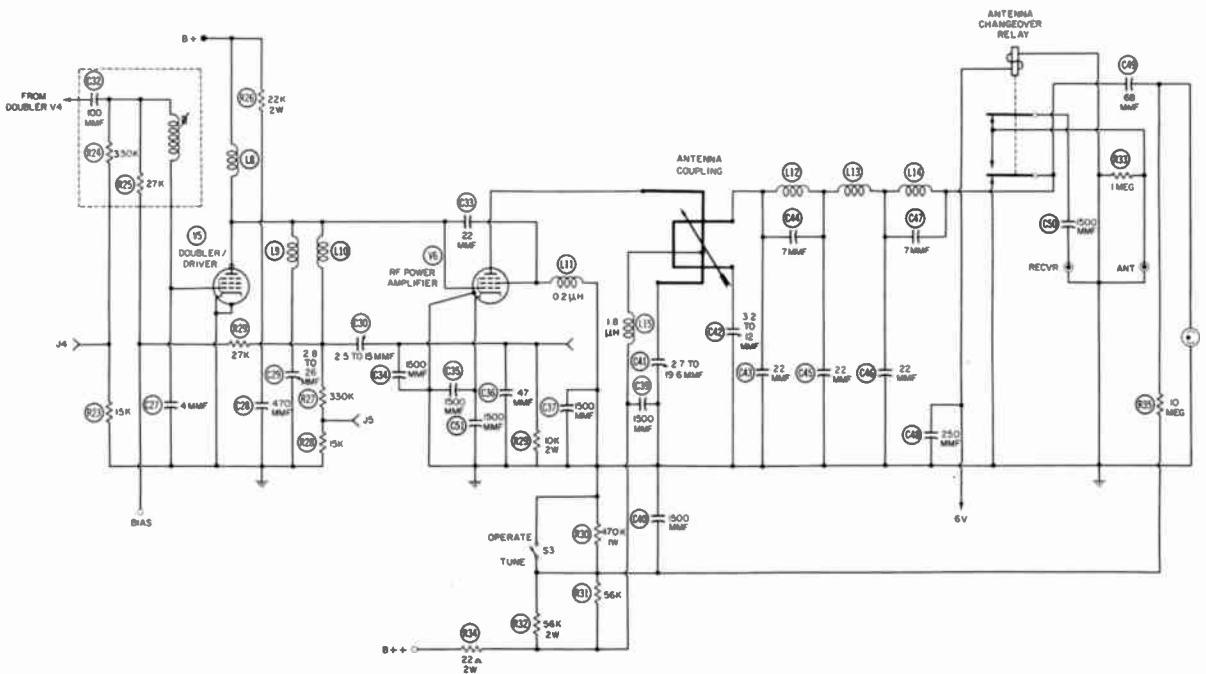 ANTENNA
CHANGEOVER
RELAY
B+
C32
FROM
DOUBLER V4
100
MMF
R26
22K
2W
C49
68
MMF
R24
330K
R25
27K
L8
ANTENNA
COUPLING
L12
L13
L14
R33
1 MEG
C33
22
MMF
C44
7 MMF
C47
7 MMF
C50
1500
MMF
V5
DOUBLER/
DRIVER
L9
L10
V6
RF POWER
AMPLIFIER
L11
0.2 µH
RECVR
ANT
J4
R29
27K
C30
2.5 TO 15 MMF
1.8
µH
L15
C42
3.2
TO
12
MMF
C29
2.8
TO
26
MMF
C34
1500
MMF
C35
1500
MMF
C41
2.7 TO
19.6 MMF
R23
15K
C27
4 MMF
C28
470
MMF
R27
330K
J5
R28
15K
C36
47
MMF
C51
1500
MMF
R29
10K
2W
C37
1500
MMF
C39
1500
MMF
C43
22
MMF
C45
22
MMF
C46
22
MMF
R35
10
MEG
C48
250
MMF
BIAS
6V
OPERATE
TUNE
S3
R30
470K
1W
C40
1500
MMF
R31
56K
R32
56K
2W
B++
R34
22Ω
2W